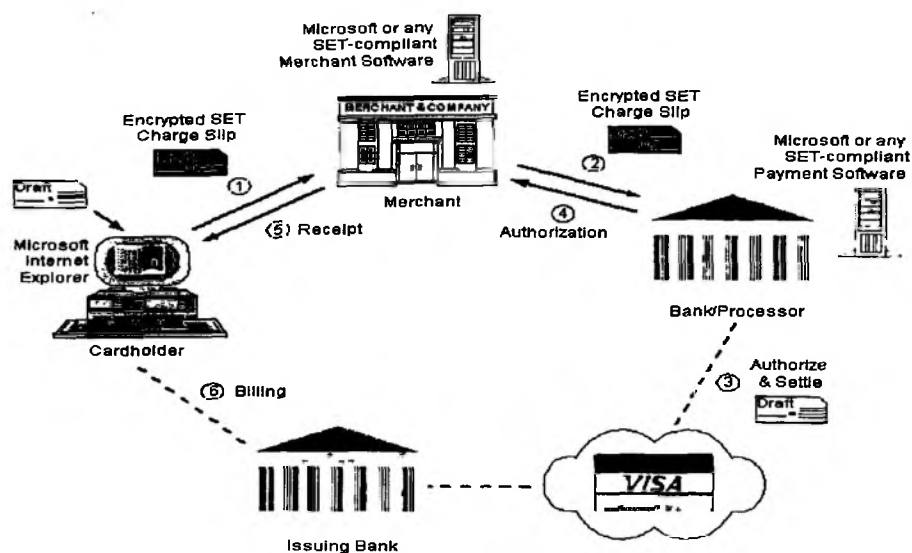 Microsoft or any
SET-compliant
Merchant Software
MERCHANT & COMPANY
Encrypted SET
Charge Slip
①
Merchant
Encrypted SET
Charge Slip
②
Microsoft or any
SET-compliant
Payment Software
Draft
④
Authorization
⑤ Receipt
Microsoft
Internet
Explorer
Cardholder
Bank/Processor
③
Authorize
& Settle
Draft
⑥ Billing
VISA
Issuing Bank